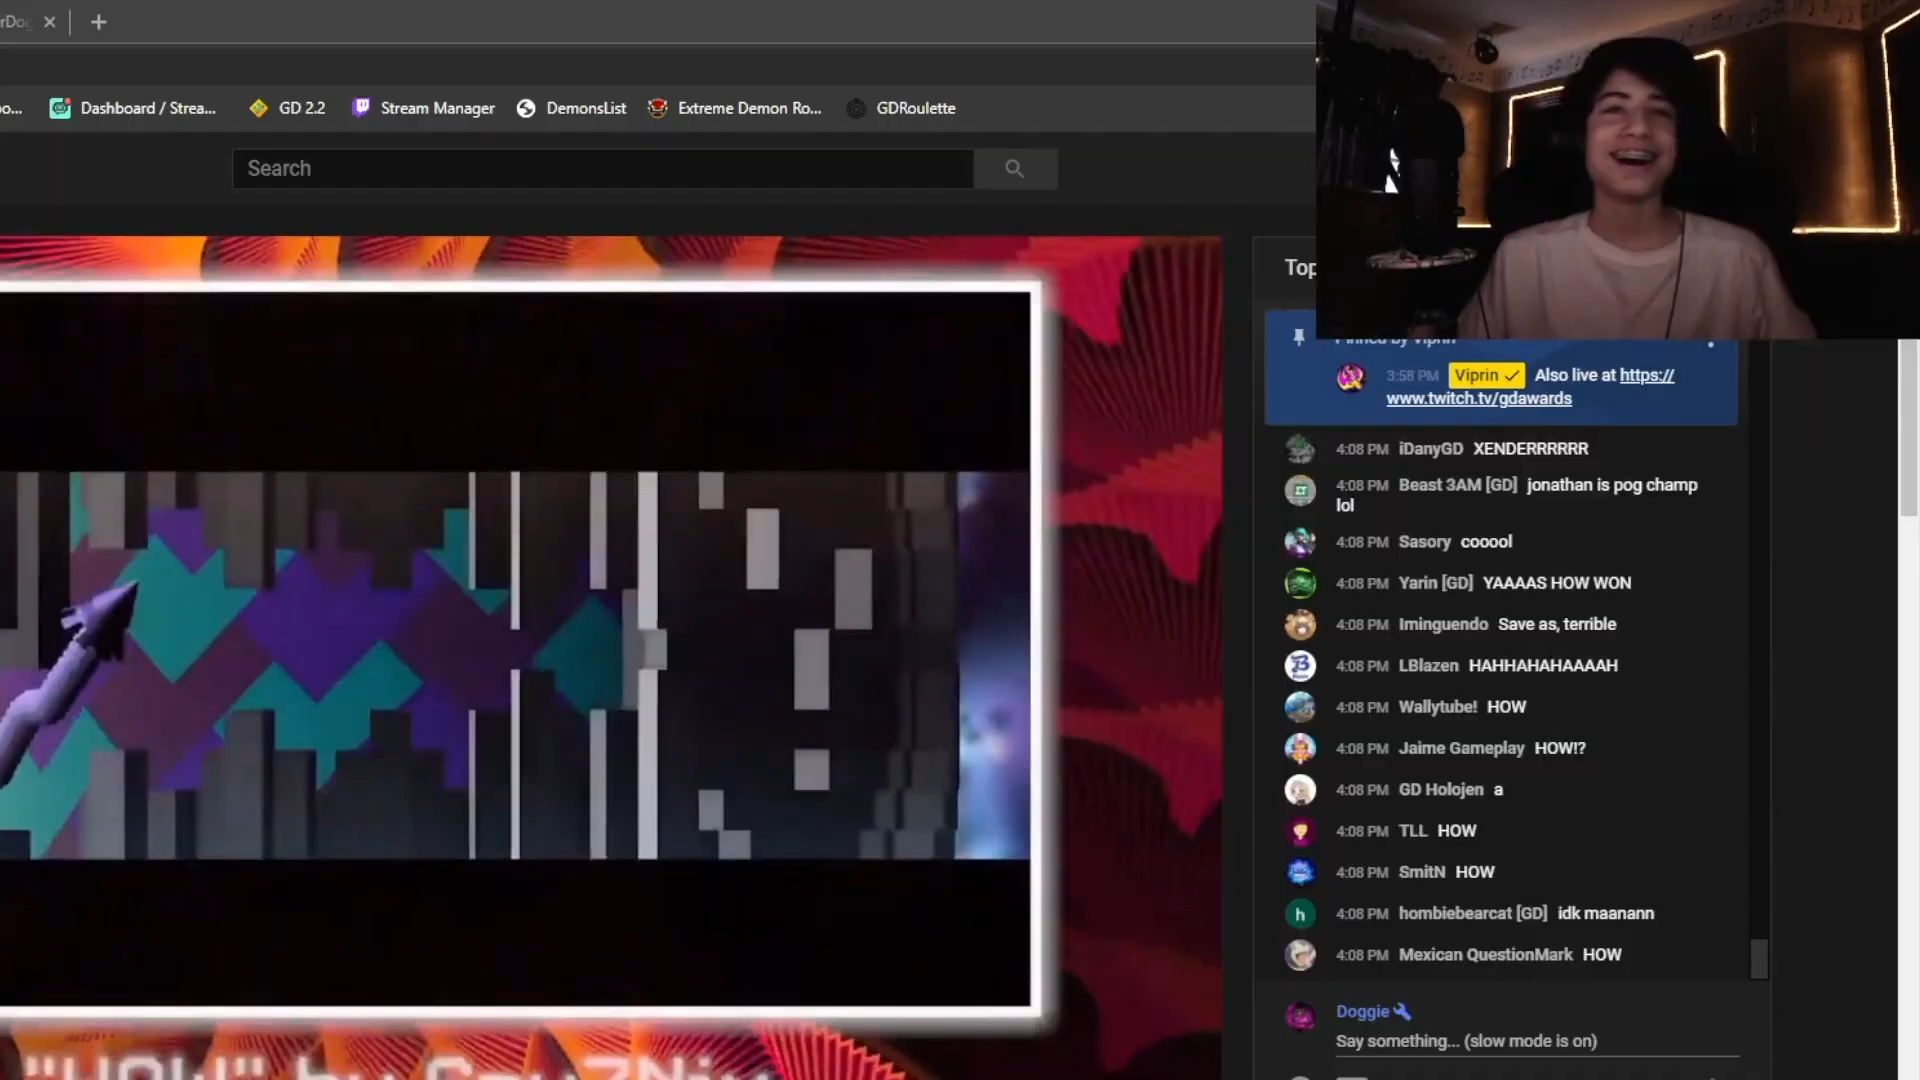 Dashboard / Strea...
GD 2.2
Stream Manager
DemonsList
Extreme Demon Ro...
GDRoulette
Search
Top
Pinned by Viprin
3:58 PM Viprin Also live at https://
www.twitch.tv/gdawards
4:08 PM iDanyGD XENDERRRRRR
4:08 PM Beast 3AM [GD] jonathan is pog champ
lol
4:08 PM Sasory cooool
4:08 PM Yarin [GD] YAAAAS HOW WON
4:08 PM Iminguendo Save as, terrible
4:08 PM LBlazen HAHHAHAHAAAAH
4:08 PM Wallytube! HOW
4:08 PM Jaime Gameplay HOW!?
4:08 PM GD Holojen a
4:08 PM TLL HOW
4:08 PM SmitN HOW
h 4:08 PM hombiebearcat [GD] idk maanann
4:08 PM Mexican QuestionMark HOW
Doggie
Say something... (slow mode is on)
"HOW" by